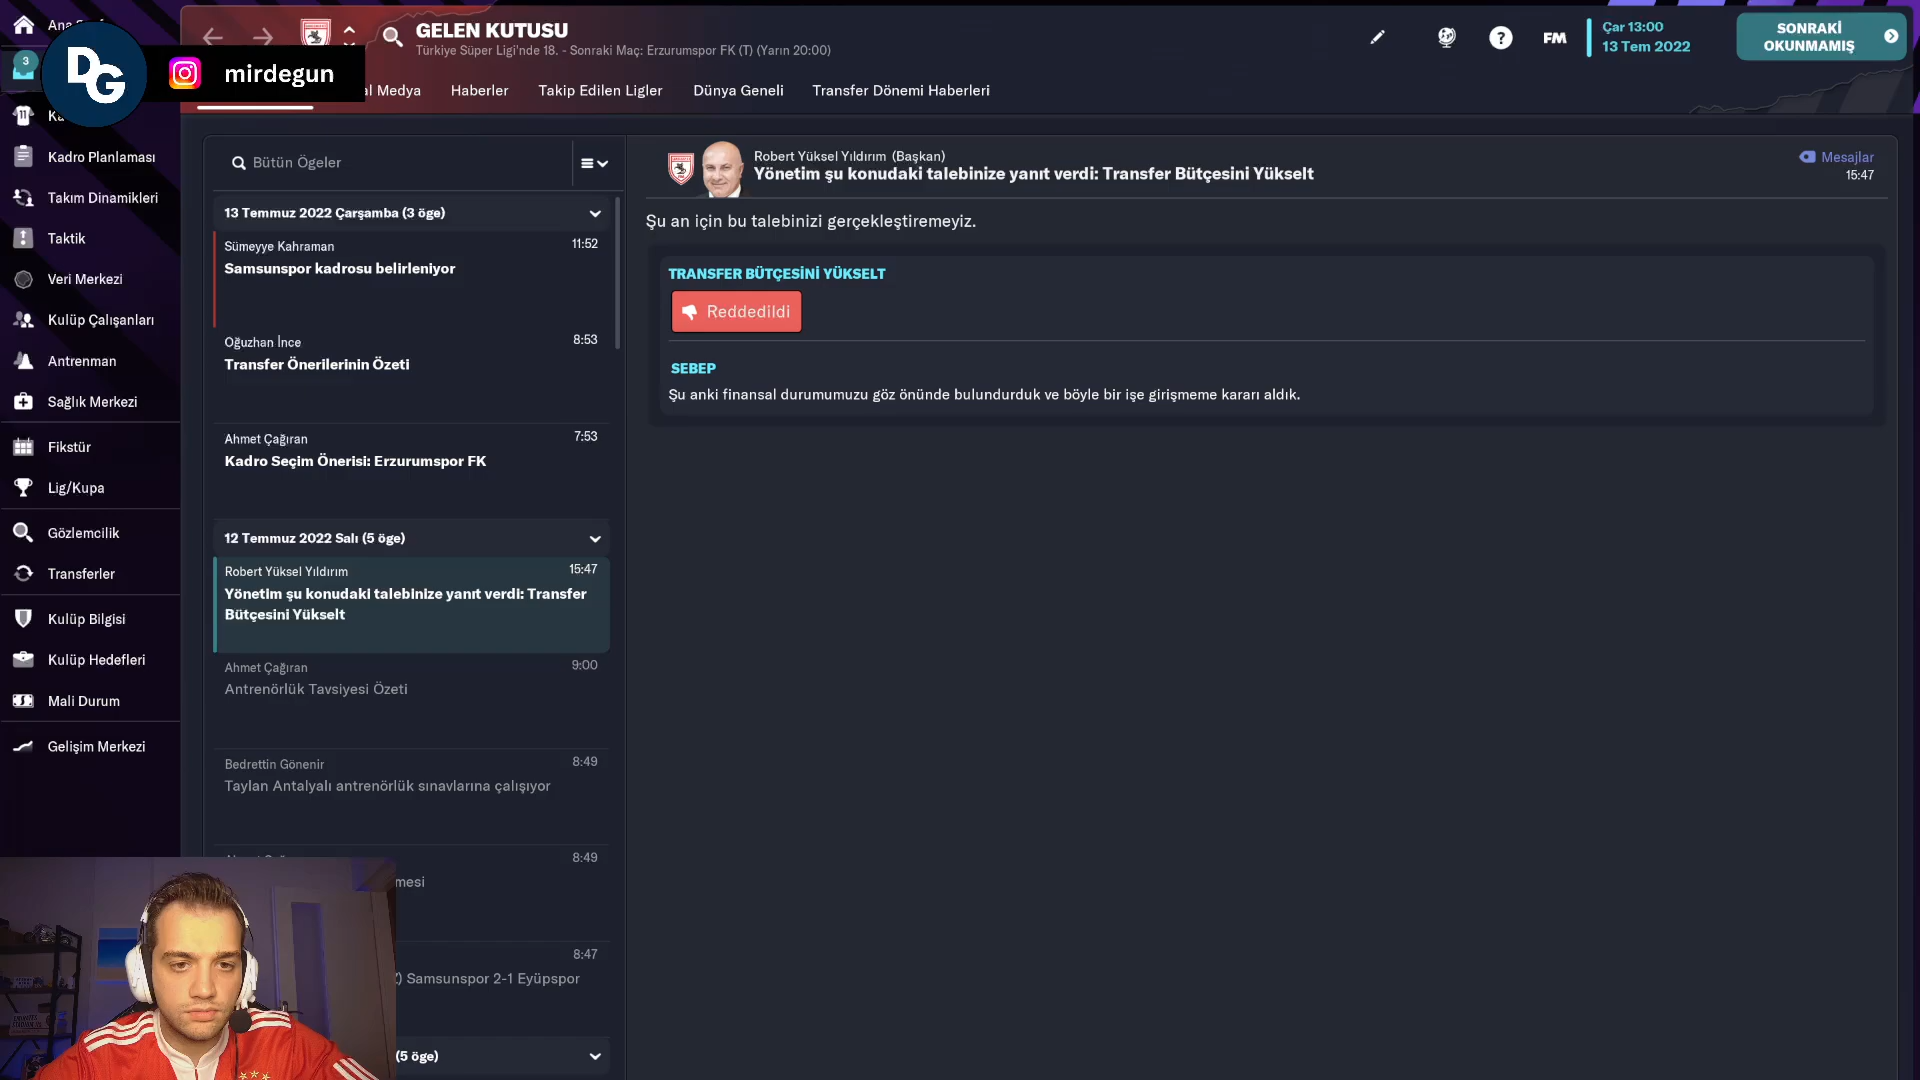 3
DG
mirdegun
GELEN KUTUSU
Türkiye Süper Ligi'nde 18. - Sonraki Maç: Erzurumspor FK (T) (Yarın 20:00)
FM
Çar 13:00
13 Tem 2022
SONRAKİ
OKUNMAMIŞ
Medya
Haberler
Takip Edilen Ligler
Dünya Geneli
Transfer Dönemi Haberleri
11
Kadro Planlaması
Takım Dinamikleri
Taktik
Veri Merkezi
Kulüp Çalışanları
Antrenman
Sağlık Merkezi
Fikstür
Lig/Kupa
Gözlemcilik
Transferler
Kulüp Bilgisi
Kulüp Hedefleri
Mali Durum
Gelişim Merkezi
Bütün Ögeler
13 Temmuz 2022 Çarşamba (3 öge)
Sümeyye Kahraman 11:52
Samsunspor kadrosu belirleniyor
Oğuzhan İnce 8:53
Transfer Önerilerinin Özeti
Ahmet Çağıran 7:53
Kadro Seçim Önerisi: Erzurumspor FK
12 Temmuz 2022 Salı (5 öge)
Robert Yüksel Yıldırım 15:47
Yönetim şu konudaki talebinize yanıt verdi: Transfer
Bütçesini Yükselt
Ahmet Çağıran 9:00
Antrenörlük Tavsiyesi Özeti
Bedrettin Gönenir 8:49
Taylan Antalyalı antrenörlük sınavlarına çalışıyor
8:49
8:47
Samsunspor 2-1 Eyüpspor
(5 öge)
Robert Yüksel Yıldırım (Başkan)
Yönetim şu konudaki talebinize yanıt verdi: Transfer Bütçesini Yükselt
Mesajlar
15:47
Şu an için bu talebinizi gerçekleştiremeyiz.
TRANSFER BÜTÇESİNİ YÜKSELT
Reddedildi
SEBEP
Şu anki finansal durumumuzu göz önünde bulundurduk ve böyle bir işe girişmeme kararı aldık.